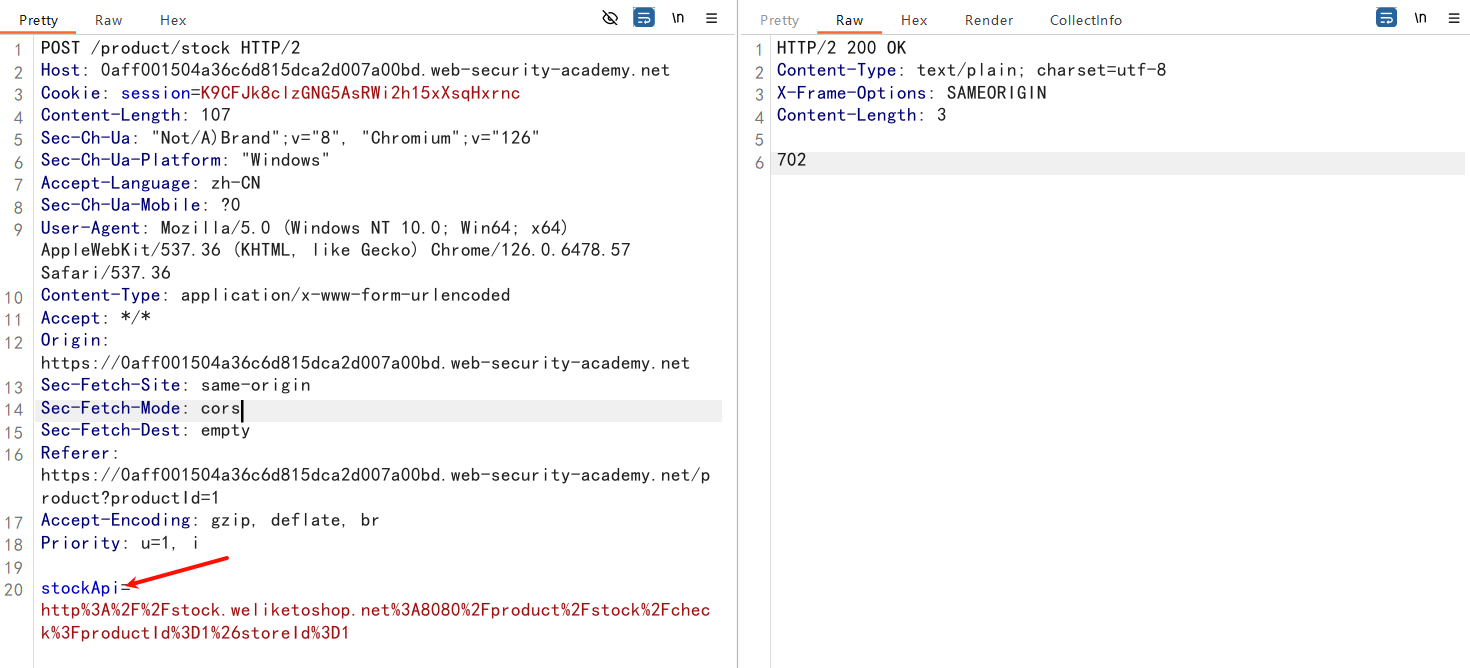 Pretty Raw Hex \n
1 POST /product/stock HTTP/2
2 Host: 0aff001504a36c6d815dca2d007a00bd.web-security-academy.net
3 Cookie: session=K9CFJk8clzGNG5AsRWi2h15xXsqHxrnc
4 Content-Length: 107
5 Sec-Ch-Ua: "Not/A)Brand";v="8", "Chromium";v="126"
6 Sec-Ch-Ua-Platform: "Windows"
7 Accept-Language: zh-CN
8 Sec-Ch-Ua-Mobile: ?0
9 User-Agent: Mozilla/5.0 (Windows NT 10.0; Win64; x64)
AppleWebKit/537.36 (KHTML, like Gecko) Chrome/126.0.6478.57
Safari/537.36
10 Content-Type: application/x-www-form-urlencoded
11 Accept: */*
12 Origin:
https://0aff001504a36c6d815dca2d007a00bd.web-security-academy.net
13 Sec-Fetch-Site: same-origin
14 Sec-Fetch-Mode: cors
15 Sec-Fetch-Dest: empty
16 Referer:
https://0aff001504a36c6d815dca2d007a00bd.web-security-academy.net/p
roduct?productId=1
17 Accept-Encoding: gzip, deflate, br
18 Priority: u=1, i
19
20 stockApi=
http%3A%2F%2Fstock.weliketoshop.net%3A8080%2Fproduct%2Fstock%2Fchec
k%3FproductId%3D1%26storeId%3D1
Pretty Raw Hex Render CollectInfo \n
1 HTTP/2 200 OK
2 Content-Type: text/plain; charset=utf-8
3 X-Frame-Options: SAMEORIGIN
4 Content-Length: 3
5
6 702